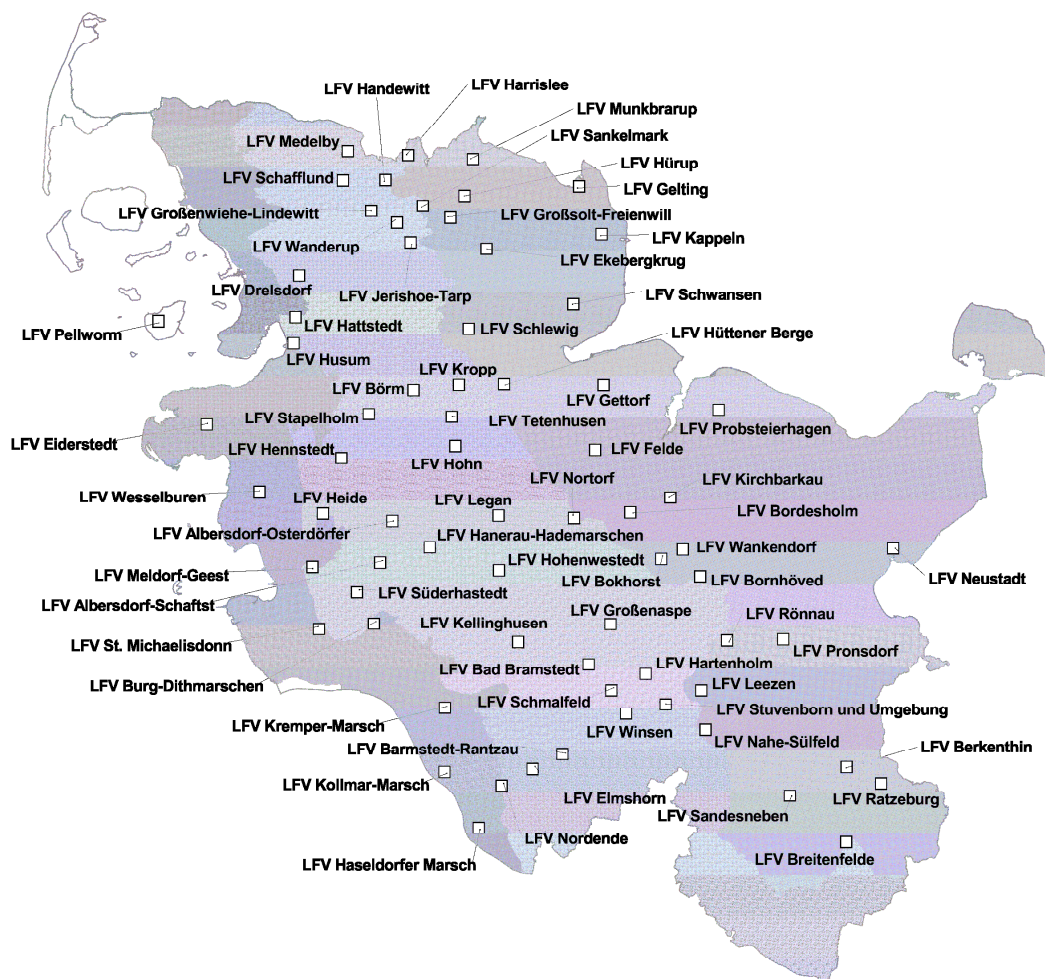 LFV Handewitt
LFV Harrislee
LFV Munkbrarup
LFV Sankelmark
LFV Medelby
LFV Hürup
LFV Schafflund
LFV Gelting
LFV Großenwiehe-Lindewitt
LFV Großsolt-Freienwill
LFV Kappeln
LFV Wanderup
LFV Ekebergkrug
LFV Drelsdorf
LFV Jerishoe-Tarp
LFV Schwansen
LFV Pellworm
LFV Hattstedt
LFV Schlewig
LFV Hüttener Berge
LFV Husum
LFV Kropp
LFV Börm
LFV Gettorf
LFV Stapelholm
LFV Tetenhusen
LFV Probsteierhagen
LFV Eiderstedt
LFV Hennstedt
LFV Felde
LFV Hohn
LFV Nortorf
LFV Kirchbarkau
LFV Wesselburen
LFV Heide
LFV Legan
LFV Bordesholm
LFV Albersdorf-Osterdörfer
LFV Hanerau-Hademarschen
LFV Wankendorf
LFV Hohenwestedt
LFV Meldorf-Geest
LFV Bokhorst
LFV Bornhöved
LFV Neustadt
LFV Albersdorf-Schaftst
LFV Süderhastedt
LFV Großenaspe
LFV Rönnau
LFV Kellinghusen
LFV St. Michaelisdonn
LFV Pronsdorf
LFV Bad Bramstedt
LFV Hartenholm
LFV Burg-Dithmarschen
LFV Leezen
LFV Schmalfeld
LFV Stuvenborn und Umgebung
LFV Kremper-Marsch
LFV Winsen
LFV Nahe-Sülfeld
LFV Barmstedt-Rantzau
LFV Berkenthin
LFV Kollmar-Marsch
LFV Elmshorn
LFV Ratzeburg
LFV Sandesneben
LFV Nordende
LFV Haseldorfer Marsch
LFV Breitenfelde